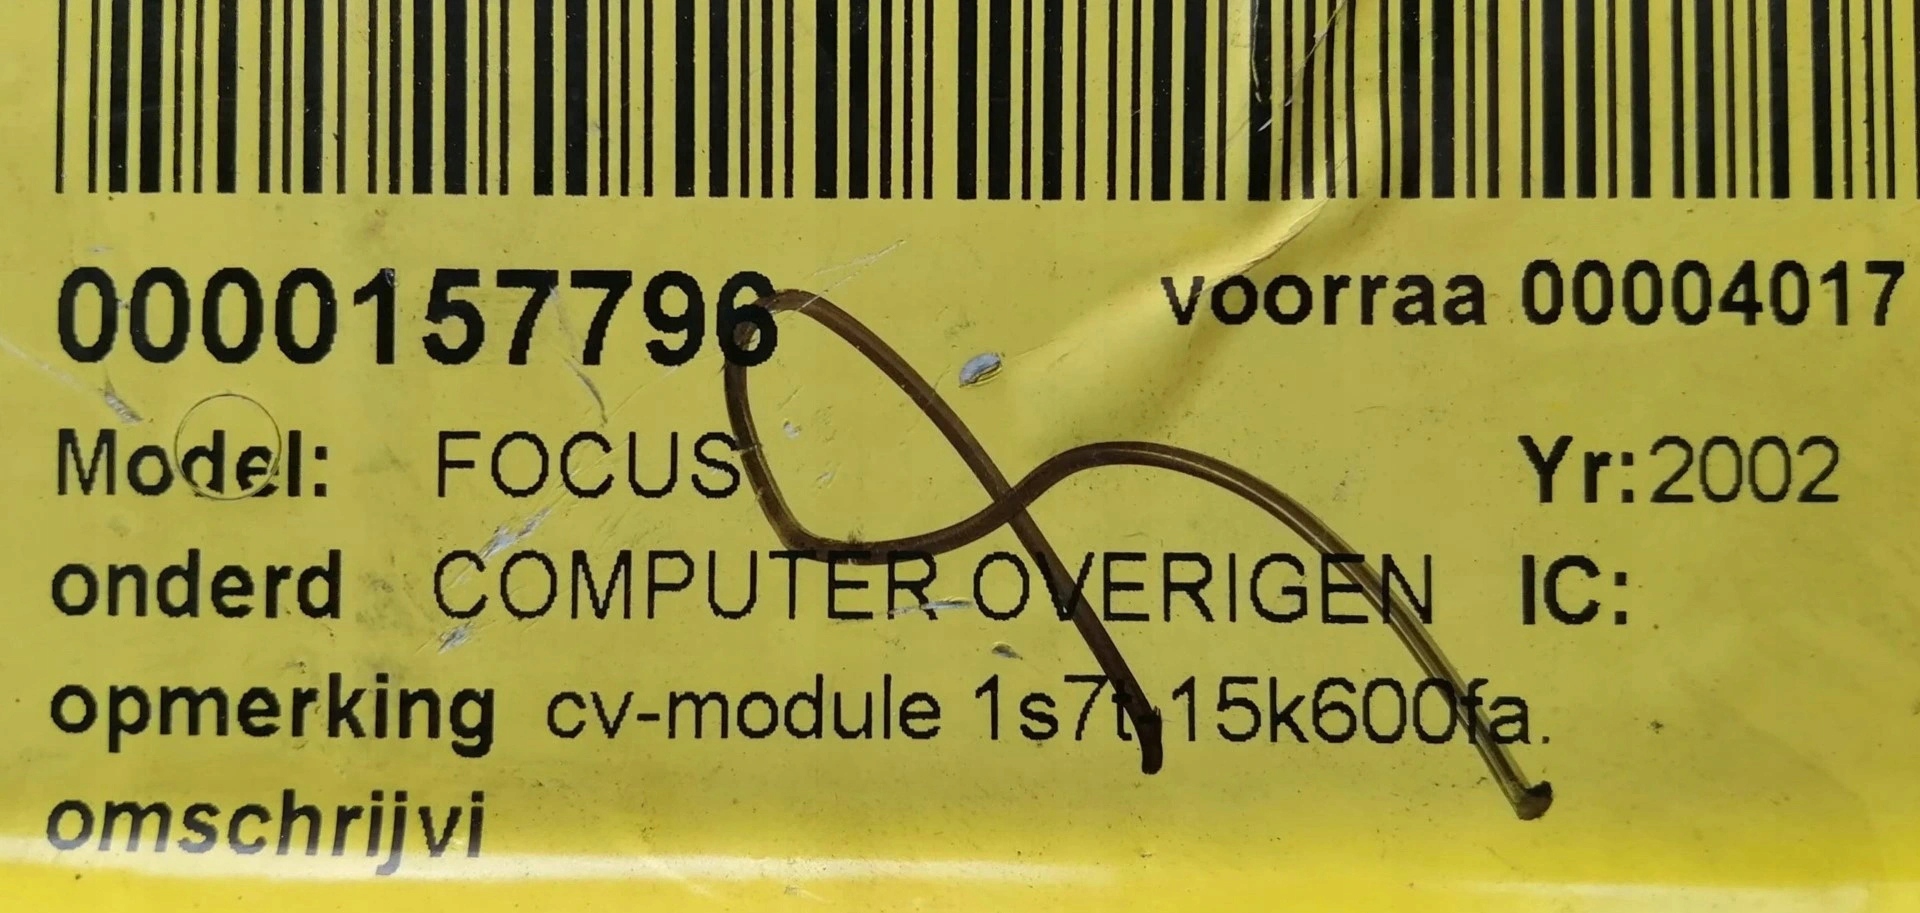 0000157796 voorraa 00004017
Model: FOCUS Yr:2002
onderd COMPUTER OVERIGEN IC:
opmerking cv-module 1s7t-15k600fa.
omschrijvi